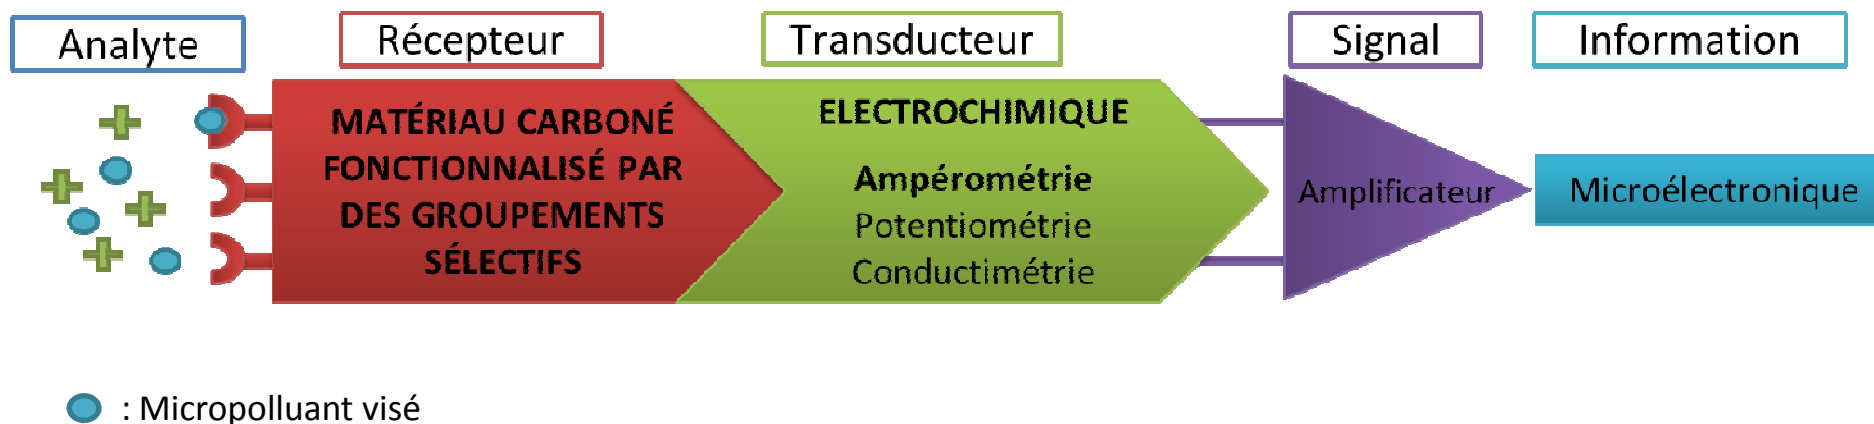 Analyte
Récepteur
Transducteur
Signal
Information
MATÉRIAU CARBONÉ
FONCTIONNALISÉ PAR
DES GROUPEMENTS
SÉLECTIFS
ELECTROCHIMIQUE
Ampérométrie
Potentiométrie
Conductimétrie
Amplificateur
Microélectronique
: Micropolluant visé